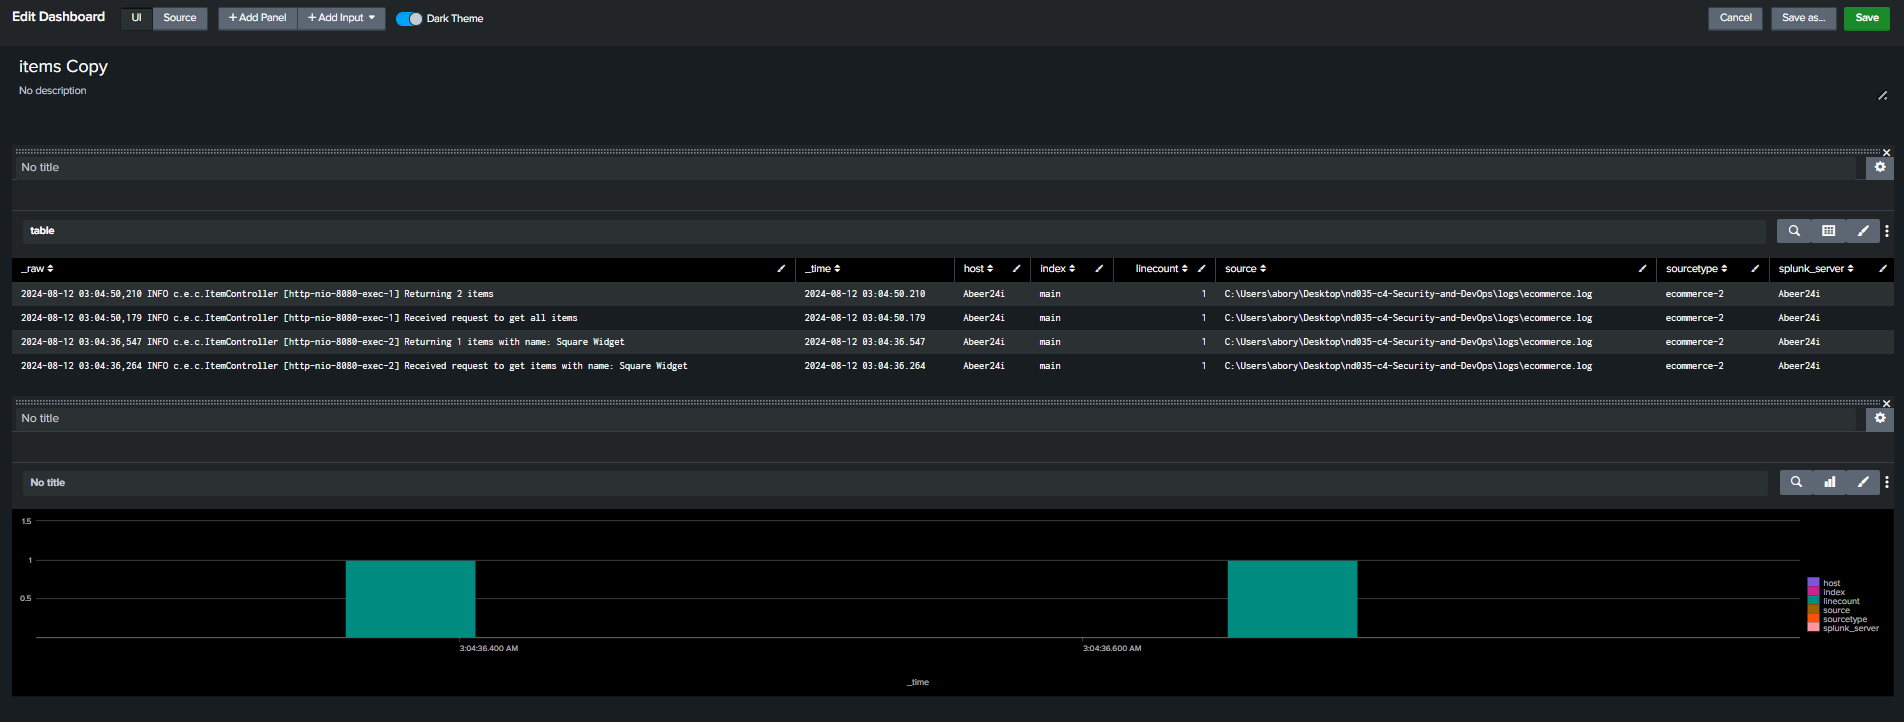 Edit Dashboard UI Source + Add Panel + Add Input Dark Theme Cancel Save as... Save
items Copy
No description
No title
table
_raw _time host index linecount source sourcetype splunk_server
2024-08-12 03:04:50,210 INFO c.e.c.ItemController [http-nio-8080-exec-1] Returning 2 items 2024-08-12 03:04:50.210 Abeer24i main 1 C:\Users\abory\Desktop\nd035-c4-Security-and-DevOps\logs\ecommerce.log ecommerce-2 Abeer24i
2024-08-12 03:04:50,179 INFO c.e.c.ItemController [http-nio-8080-exec-1] Received request to get all items 2024-08-12 03:04:50.179 Abeer24i main 1 C:\Users\abory\Desktop\nd035-c4-Security-and-DevOps\logs\ecommerce.log ecommerce-2 Abeer24i
2024-08-12 03:04:36,547 INFO c.e.c.ItemController [http-nio-8080-exec-2] Returning 1 items with name: Square Widget 2024-08-12 03:04:36.547 Abeer24i main 1 C:\Users\abory\Desktop\nd035-c4-Security-and-DevOps\logs\ecommerce.log ecommerce-2 Abeer24i
2024-08-12 03:04:36,264 INFO c.e.c.ItemController [http-nio-8080-exec-2] Received request to get items with name: Square Widget 2024-08-12 03:04:36.264 Abeer24i main 1 C:\Users\abory\Desktop\nd035-c4-Security-and-DevOps\logs\ecommerce.log ecommerce-2 Abeer24i
No title
No title
1.5
1
0.5
3:04:36.400 AM 3:04:36.600 AM
_time
host
index
linecount
source
sourcetype
splunk_server